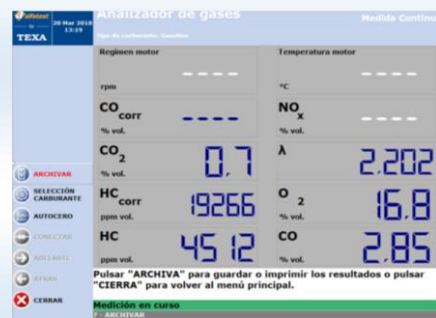 TEXA
20 Mar 2018
13:19
Analizador de gases
Medida Continu
Tipo de carburante: Gasolina
Regimen motor
----
rpm
Temperatura motor
----
°C
CO corr
----
% vol.
NO x
----
% vol.
CO 2
0.7
% vol.
λ
2.202
HC corr
19266
ppm vol.
O 2
16.8
% vol.
HC
4512
ppm vol.
CO
2.85
% vol.
ARCHIVAR
SELECCIÓN
CARBURANTE
AUTOCERO
CONECTAR
ADELANTE
ATRAS
CERRAR
Pulsar "ARCHIVA" para guardar o imprimir los resultados o pulsar
"CIERRA" para volver al menú principal.
Medición en curso
? - ARCHIVAR